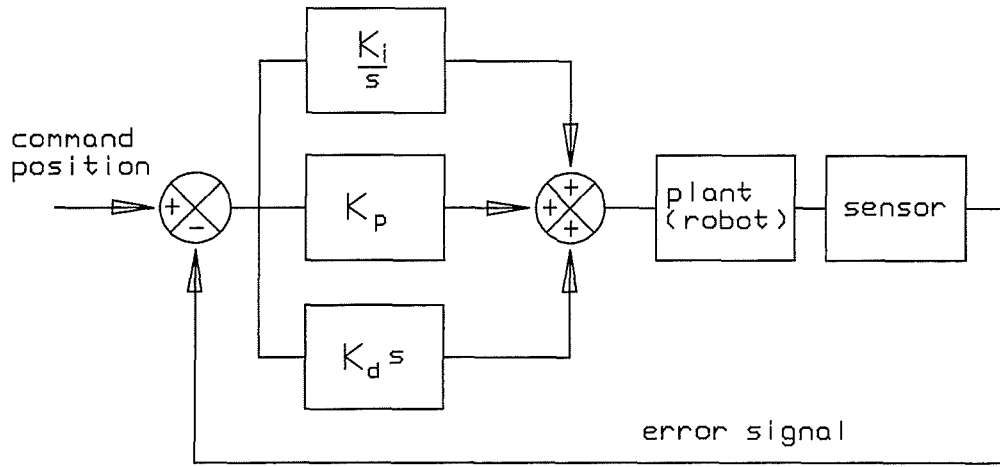 K_i
s
command
position
+
-
K_p
+
+
+
plant
(robot)
sensor
K_d s
error signal